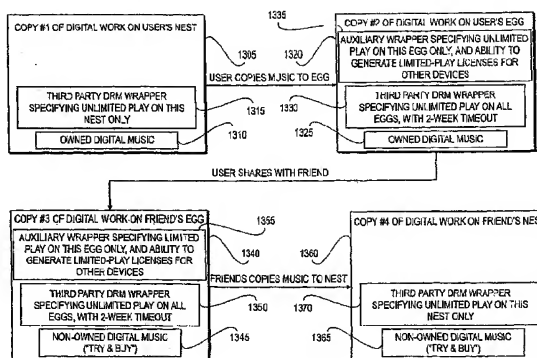 1335
COPY #1 OF DIGITAL WORK ON USER'S NEST
COPY #2 OF DIGITAL WORK ON USER'S EGG
AUXILIARY WRAPPER SPECIFYING UNLIMITED
PLAY ON THIS EGG ONLY, AND ABILITY TO
GENERATE LIMITED-PLAY LICENSES FOR
OTHER DEVICES
1305
1320
USER COPIES MUSIC TO EGG
THIRD PARTY DRM WRAPPER
SPECIFYING UNLIMITED PLAY ON THIS
NEST ONLY
1315
1330
THIRD PARTY DRM WRAPPER
SPECIFYING UNLIMITED PLAY ON ALL
EGGS, WITH 2-WEEK TIMEOUT
OWNED DIGITAL MUSIC
1310
1325
OWNED DIGITAL MUSIC
USER SHARES WITH FRIEND
1355
COPY #3 OF DIGITAL WORK ON FRIEND'S EGG
COPY #4 OF DIGITAL WORK ON FRIEND'S NES
AUXILIARY WRAPPER SPECIFYING LIMITED
PLAY ON THIS EGG ONLY, AND ABILITY TO
GENERATE LIMITED-PLAY LICENSES FOR
OTHER DEVICES
1340
1360
FRIENDS COPIES MUSIC TO NEST
THIRD PARTY DRM WRAPPER
SPECIFYING UNLIMITED PLAY ON ALL
EGGS, WITH 2-WEEK TIMEOUT
1350
1370
THIRD PARTY DRM WRAPPER
SPECIFYING UNLIMITED PLAY ON THIS
NEST ONLY
NON-OWNED DIGITAL MUSIC
("TRY & BUY")
1345
1365
NON-OWNED DIGITAL MUSIC
("TRY & BUY")